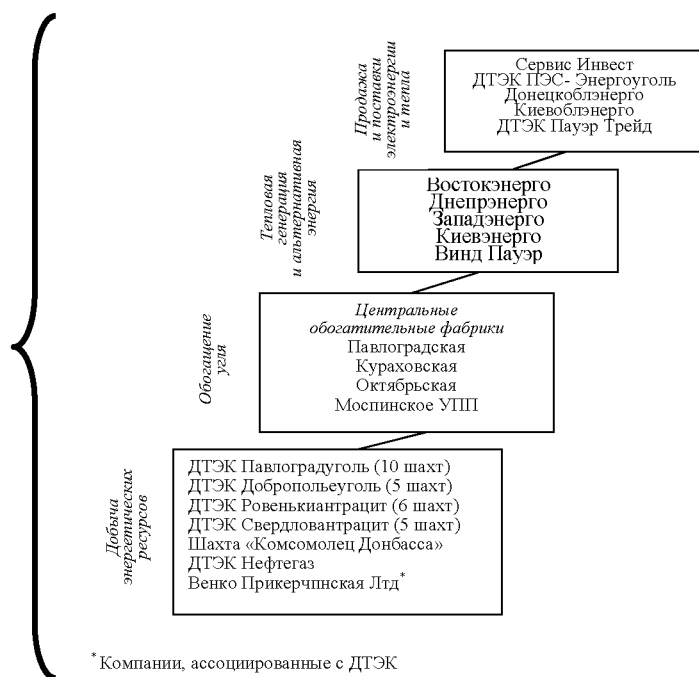 Продажа
и поставки
электроэнергии
и тепла
Сервис Инвест
ДТЭК ПЭС- Энергоуголь
Донецкоблэнерго
Киевоблэнерго
ДТЭК Пауэр Трейд
Тепловая
генерация
и альтернативная
энергия
Востокэнерго
Днепрэнерго
Западэнерго
Киевэнерго
Винд Пауэр
Обогащение
угля
Центральные
обогатительные фабрики
Павлоградская
Кураховская
Октябрьская
Моспинское УПП
Добыча
энергетических
ресурсов
ДТЭК Павлоградуголь (10 шахт)
ДТЭК Добропольеуголь (5 шахт)
ДТЭК Ровенькиантрацит (6 шахт)
ДТЭК Свердловантрацит (5 шахт)
Шахта «Комсомолец Донбасса»
ДТЭК Нефтегаз
Венко Прикерчпнская Лтд*
* Компании, ассоциированные с ДТЭК